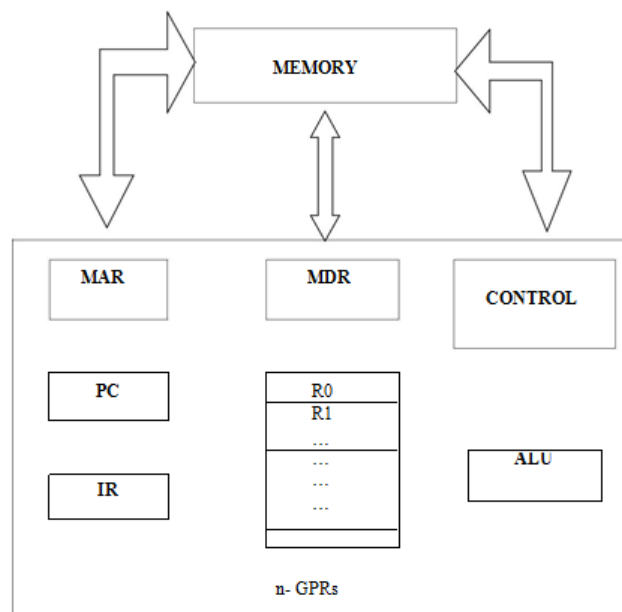 MEMORY
MAR
MDR
CONTROL
PC
R0
R1
...
...
...
...
IR
ALU
n- GPRs